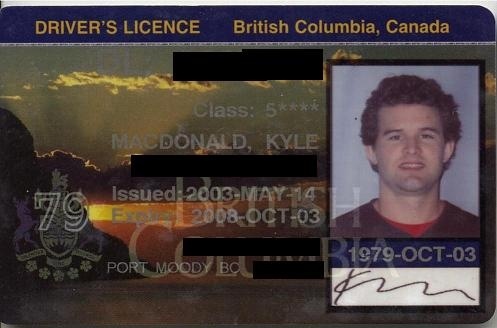 DRIVER'S LICENCE British Columbia, Canada
Class: 5****
MACDONALD, KYLE
Issued: 2003-MAY-14
Expires 2008-OCT-03
79
BRITISH
COLUMBIA
1979-OCT-03
PORT MOODY BC